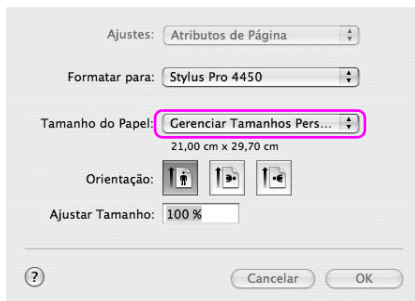 Ajustes: Atributos de Página
Formatar para: Stylus Pro 4450
Tamanho do Papel: Gerenciar Tamanhos Pers...
21,00 cm x 29,70 cm
Orientação:
Ajustar Tamanho: 100 %
? Cancelar OK